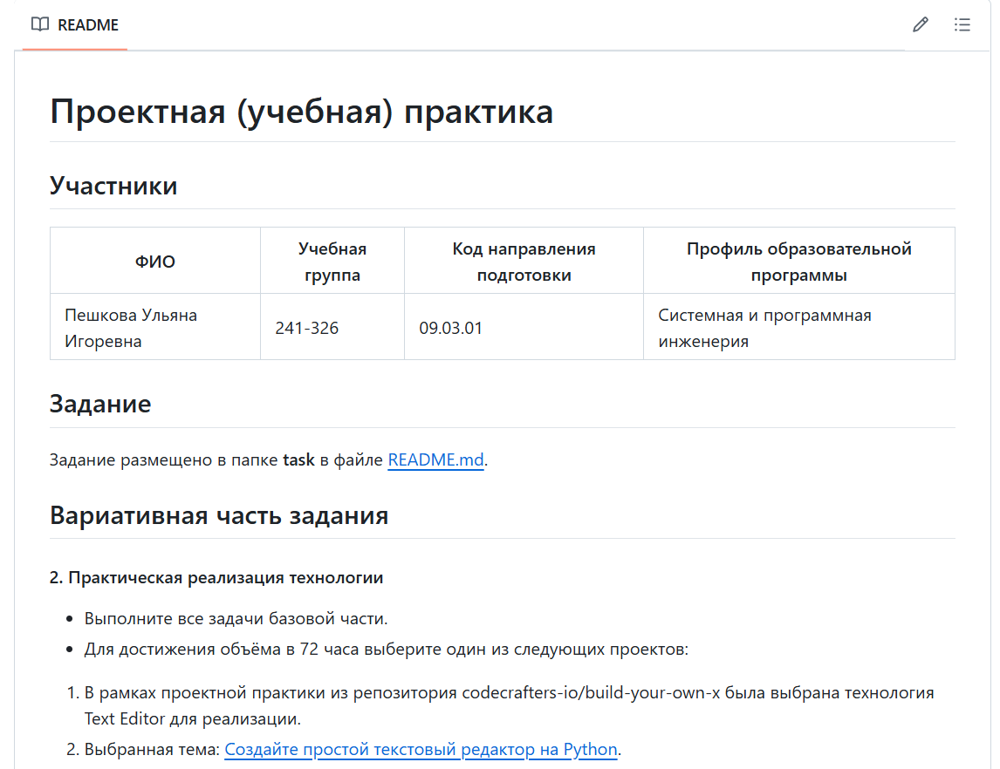 README
Проектная (учебная) практика
Участники
ФИО
Учебная
группа
Код направления
подготовки
Профиль образовательной
программы
Пешкова Ульяна
Игоревна
241-326
09.03.01
Системная и программная
инженерия
Задание
Задание размещено в папке task в файле README.md.
Вариативная часть задания
2. Практическая реализация технологии
• Выполните все задачи базовой части.
• Для достижения объёма в 72 часа выберите один из следующих проектов:
1. В рамках проектной практики из репозитория codecrafters-io/build-your-own-x была выбрана технология
Text Editor для реализации.
2. Выбранная тема: Создайте простой текстовый редактор на Python.